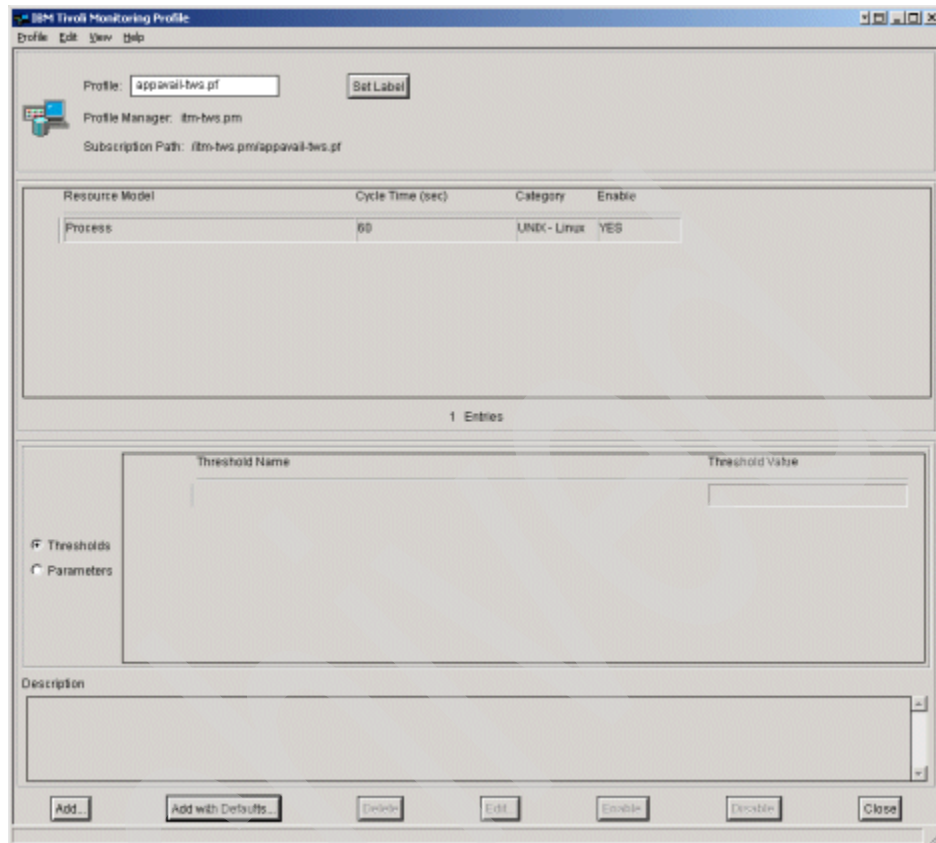 IBM Tivoli Monitoring Profile
Profile Edit View Help
Profile: appavail-tws.pf Set Label
Profile Manager: itm-tws.pm
Subscription Path: /itm-tws.pm/appavail-tws.pf
Resource Model Cycle Time (sec) Category Enable
Process 60 UNIX - Linux YES
1 Entries
Threshold Name Threshold Value
Thresholds
Parameters
Description
Add... Add with Defaults... Delete Edit... Enable Disable Close